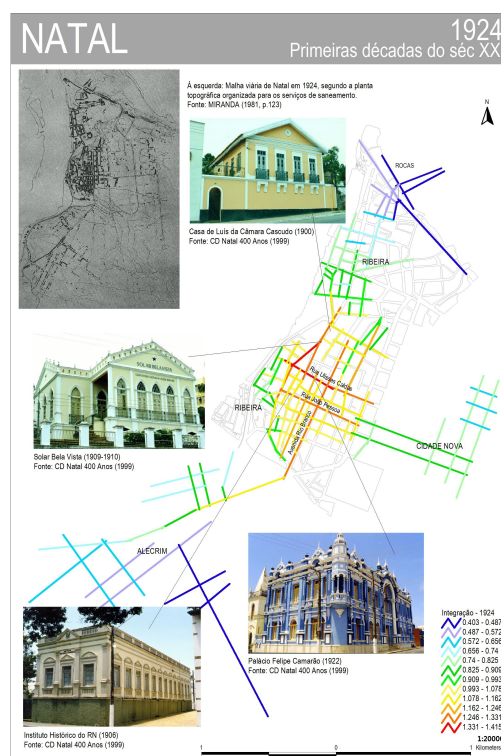 NATAL
1924
Primeiras décadas do séc XX
À esquerda: Malha viária de Natal em 1924, segundo a planta
topográfica organizada para os serviços de saneamento.
Fonte: MIRANDA (1981, p.123)
N
ROCAS
Casa de Luís da Câmara Cascudo (1900)
Fonte: CD Natal 400 Anos (1999)
RIBEIRA
SOLAR BELA VISTA
Rua Ulisses Caldas
Rua João Pessoa
Avenida Rio Branco
RIBEIRA
CIDADE NOVA
Solar Bela Vista (1909-1910)
Fonte: CD Natal 400 Anos (1999)
ALECRIM
Palácio Felipe Camarão (1922)
Fonte: CD Natal 400 Anos (1999)
Instituto Histórico do RN (1906)
Fonte: CD Natal 400 Anos (1999)
Integração - 1924
0.403 - 0.487
0.487 - 0.572
0.572 - 0.656
0.656 - 0.74
0.74 - 0.825
0.825 - 0.909
0.909 - 0.993
0.993 - 1.078
1.078 - 1.162
1.162 - 1.246
1.246 - 1.331
1.331 - 1.415
1:20000
1 0 1 Kilometers